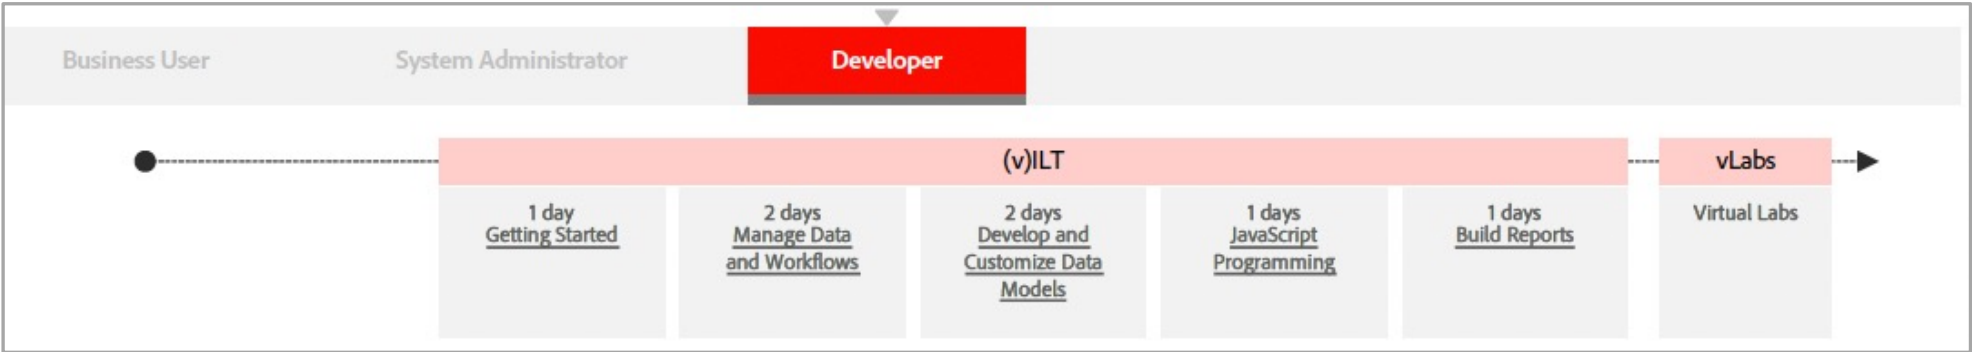 Business User
System Administrator
Developer
(v)ILT
vLabs
1 day
Getting Started
2 days
Manage Data
and Workflows
2 days
Develop and
Customize Data
Models
1 days
JavaScript
Programming
1 days
Build Reports
Virtual Labs